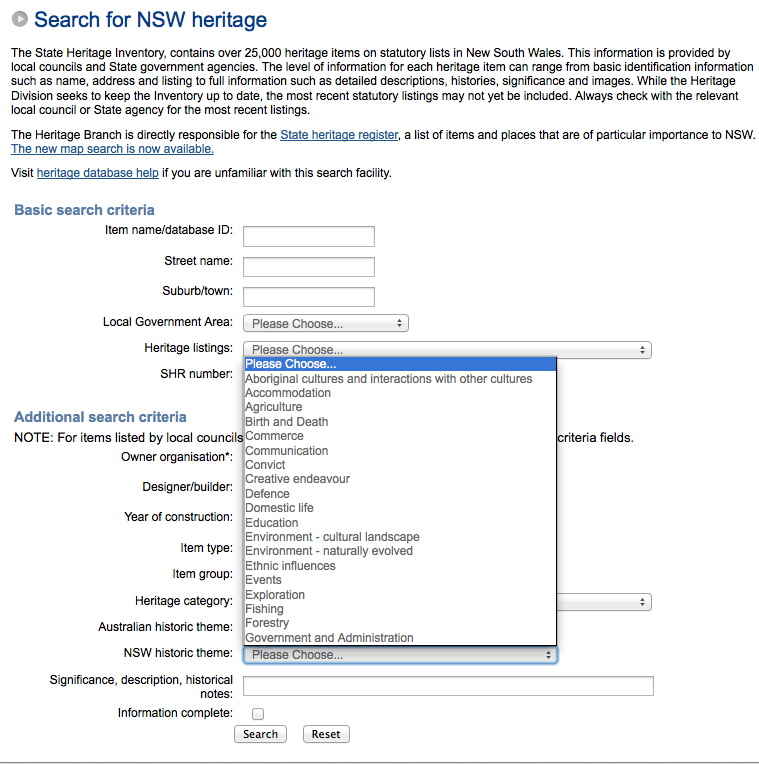 Search for NSW heritage
The State Heritage Inventory, contains over 25,000 heritage items on statutory lists in New South Wales. This information is provided by
local councils and State government agencies. The level of information for each heritage item can range from basic identification information
such as name, address and listing to full information such as detailed descriptions, histories, significance and images. While the Heritage
Division seeks to keep the Inventory up to date, the most recent statutory listings may not yet be included. Always check with the relevant
local council or State agency for the most recent listings.
The Heritage Branch is directly responsible for the State heritage register, a list of items and places that are of particular importance to NSW.
The new map search is now available.
Visit heritage database help if you are unfamiliar with this search facility.
Basic search criteria
Item name/database ID:
Street name:
Suburb/town:
Local Government Area: Please Choose...
Heritage listings: Please Choose...
SHR number:
Please Choose...
Aboriginal cultures and interactions with other cultures
Accommodation
Agriculture
Birth and Death
Commerce
Communication
Convict
Creative endeavour
Defence
Domestic life
Education
Environment - cultural landscape
Environment - naturally evolved
Ethnic influences
Events
Exploration
Fishing
Forestry
Government and Administration
Additional search criteria
NOTE: For items listed by local councils criteria fields.
Owner organisation*:
Designer/builder:
Year of construction:
Item type:
Item group:
Heritage category:
Australian historic theme:
NSW historic theme: Please Choose...
Significance, description, historical
notes:
Information complete:
Search Reset